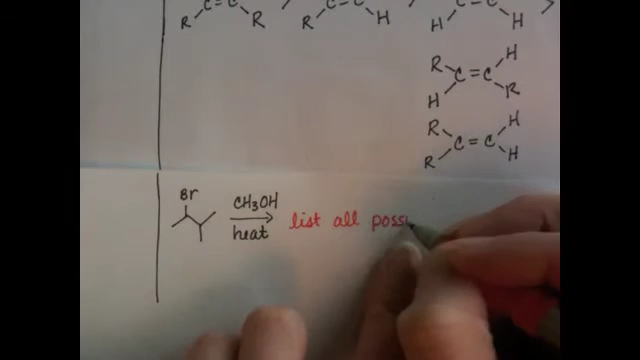 R C=C R
R C=C H
H C=C H
R H
C=C
H R
R H
C=C
R H
Br
CH3OH
heat
list all poss